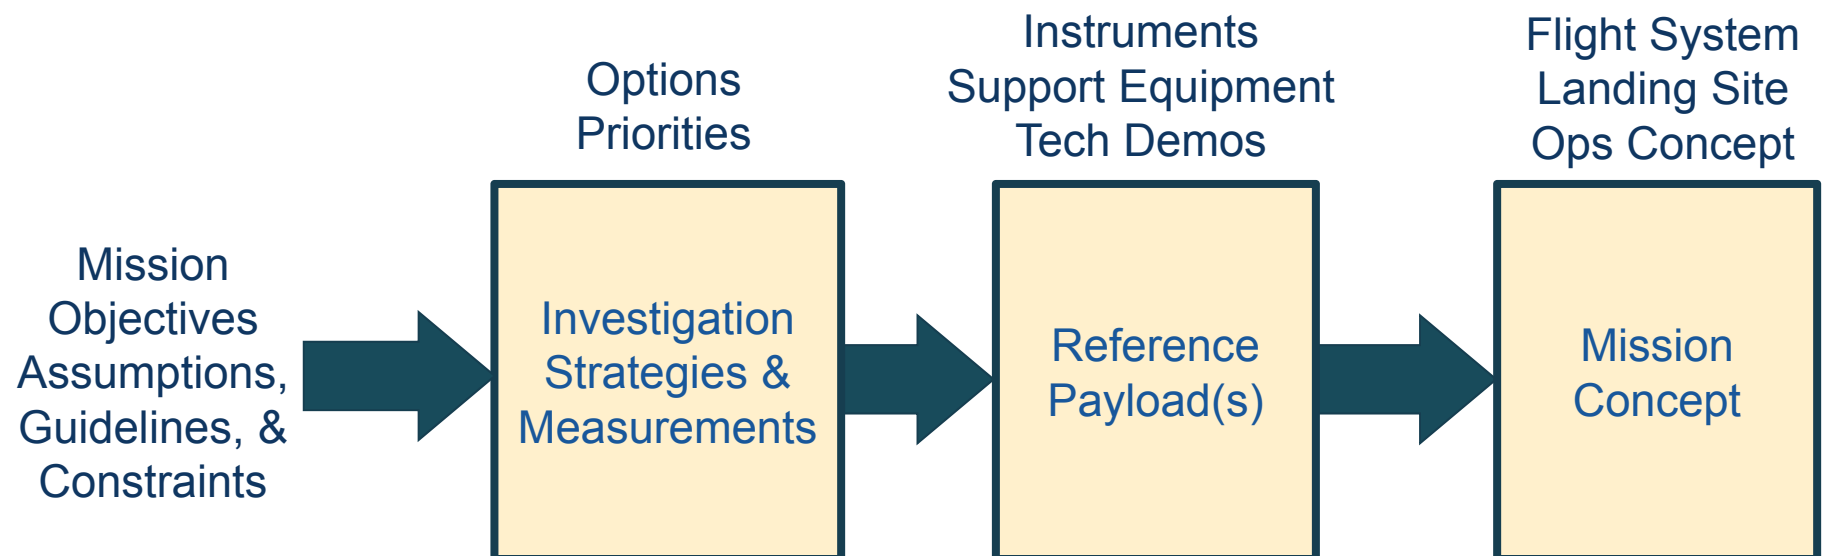 Mission
Objectives
Assumptions,
Guidelines, &
Constraints
Options
Priorities
Investigation
Strategies &
Measurements
Instruments
Support Equipment
Tech Demos
Reference
Payload(s)
Flight System
Landing Site
Ops Concept
Mission
Concept